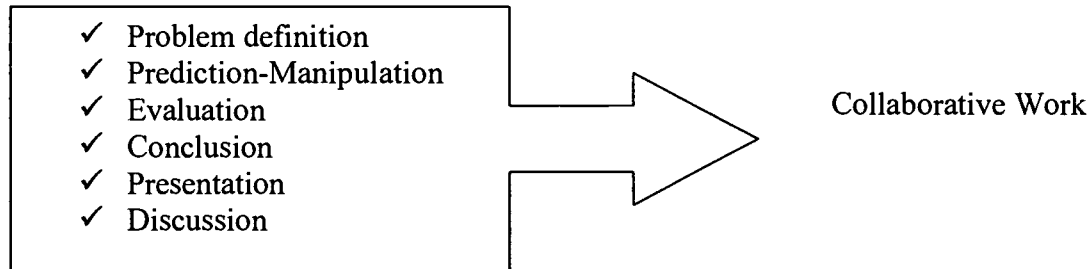 ✓ Problem definition
✓ Prediction-Manipulation
✓ Evaluation
✓ Conclusion
✓ Presentation
✓ Discussion
Collaborative Work